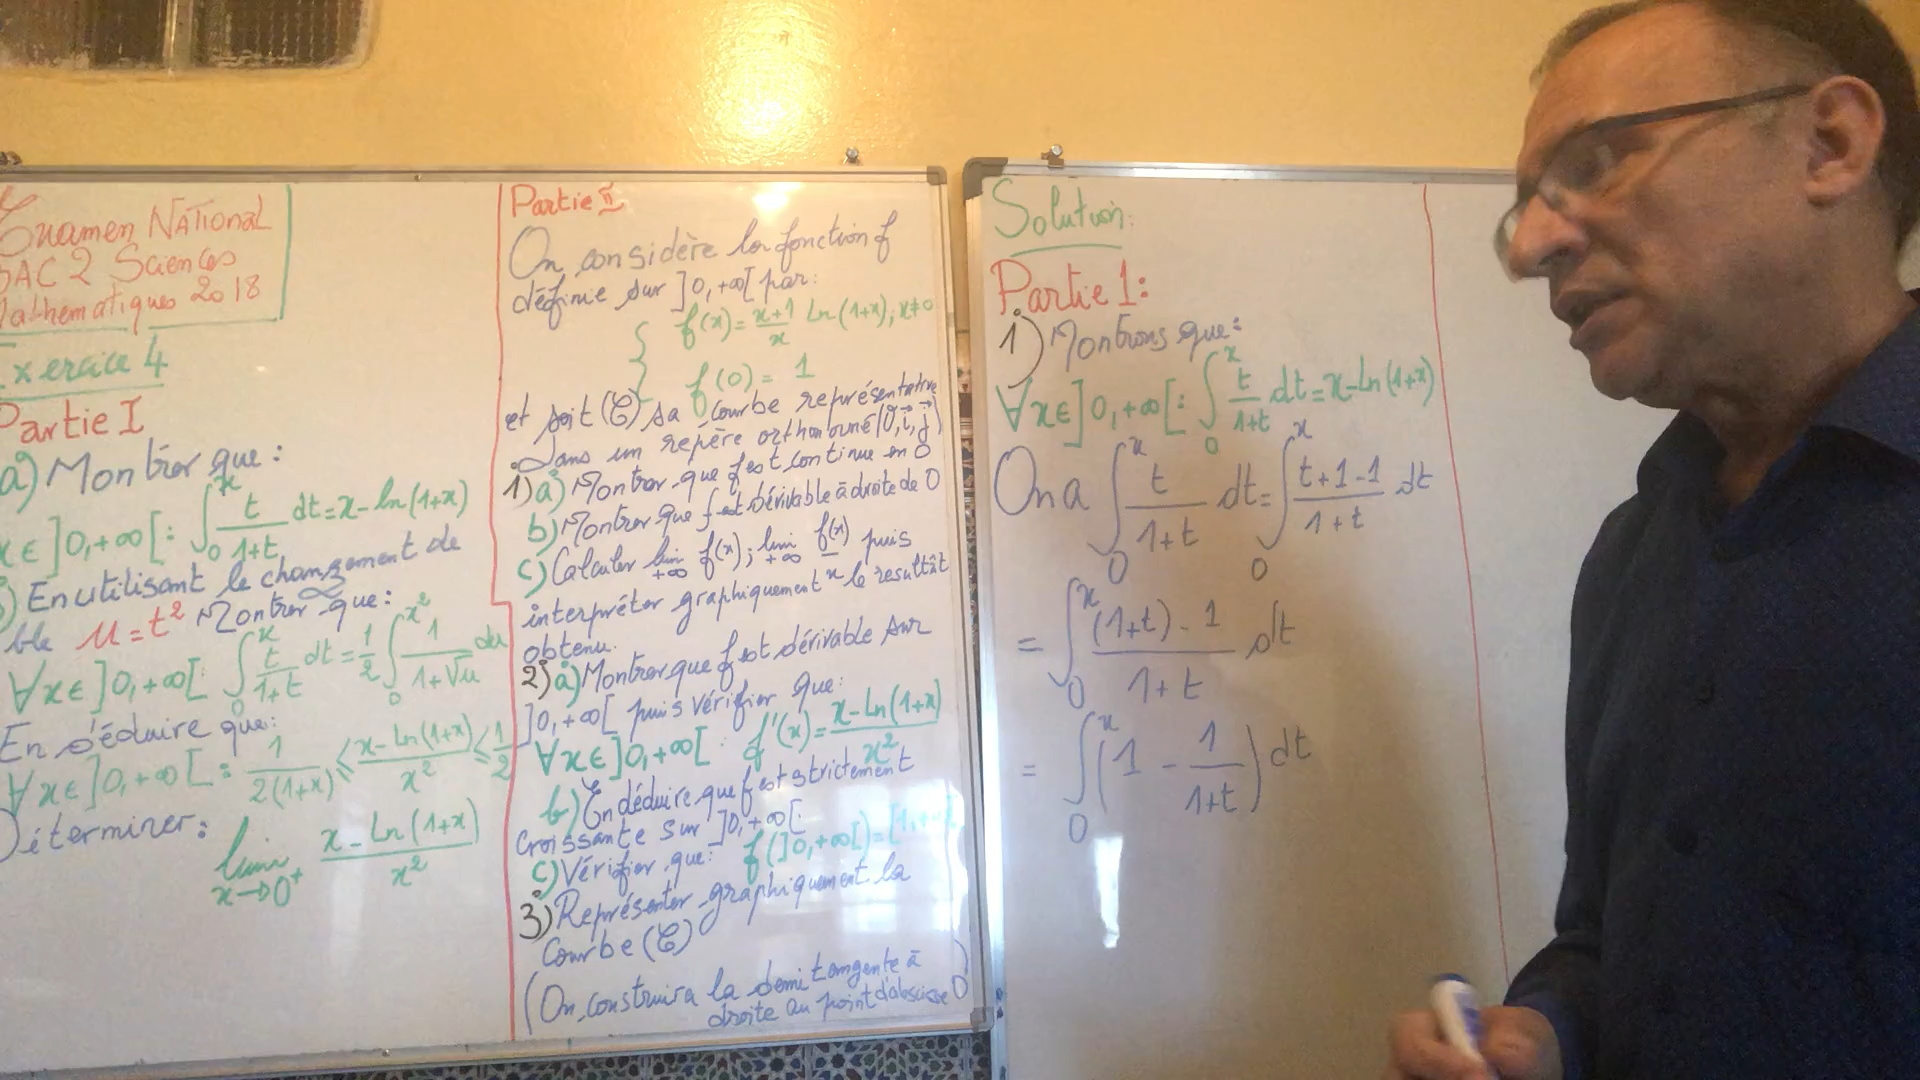 Examen NATIONAL
BAC 2 Sciences
Mathematiques 2018
Exercice 4
Partie I
a) Montrer que:
x ∈ ]0,+∞[ : ∫₀ˣ t/(1+t) dt = x - ln(1+x)
) En utilisant le changement de
ble u = t² Montrer que:
∀x ∈ ]0,+∞[ : ∫₀ˣ t/(1+t) dt = 1/2 ∫₀^(x²) 1/(1+√u) du
En déduire que:
∀x ∈ ]0,+∞[ : 1/(2(1+x)) ≤ (x - Ln(1+x))/x² ≤ 1/2
Déterminer: lim x→0⁺ (x - Ln(1+x))/x²
Partie II
On considère la fonction f
définie sur ]0,+∞[ par:
{ f(x) = (x+1)/x Ln(1+x); x≠0
f(0) = 1
et soit (C) sa courbe représentative
Dans un repère orthonormé (O,i⃗,j⃗)
1) a) Montrer que f est continue en 0
b) Montrer que f est dérivable à droite de 0
c) Calculer lim +∞ f(x); lim +∞ f(x)/x puis
interpréter graphiquement le resultât
obtenu.
2) a) Montrer que f est dérivable sur
]0,+∞[ puis vérifier que:
∀x ∈ ]0,+∞[ : f'(x) = (x - Ln(1+x))/x²
b) En déduire que f est strictement
croissante sur ]0,+∞[.
c) Vérifier que: f(]0,+∞[) = [1,+∞[
3) Représenter graphiquement la
Courbe (C)
(On construira la demi tangente à
droite au point d'abscisse 0)
Solution:
Partie 1:
1) Montrons que:
∀x ∈ ]0,+∞[ : ∫₀ˣ t/(1+t) dt = x - Ln(1+x)
On a ∫₀ˣ t/(1+t) dt = ∫₀ˣ (t+1-1)/(1+t) dt
= ∫₀ˣ ((1+t) - 1)/(1+t) dt
= ∫₀ˣ (1 - 1/(1+t)) dt